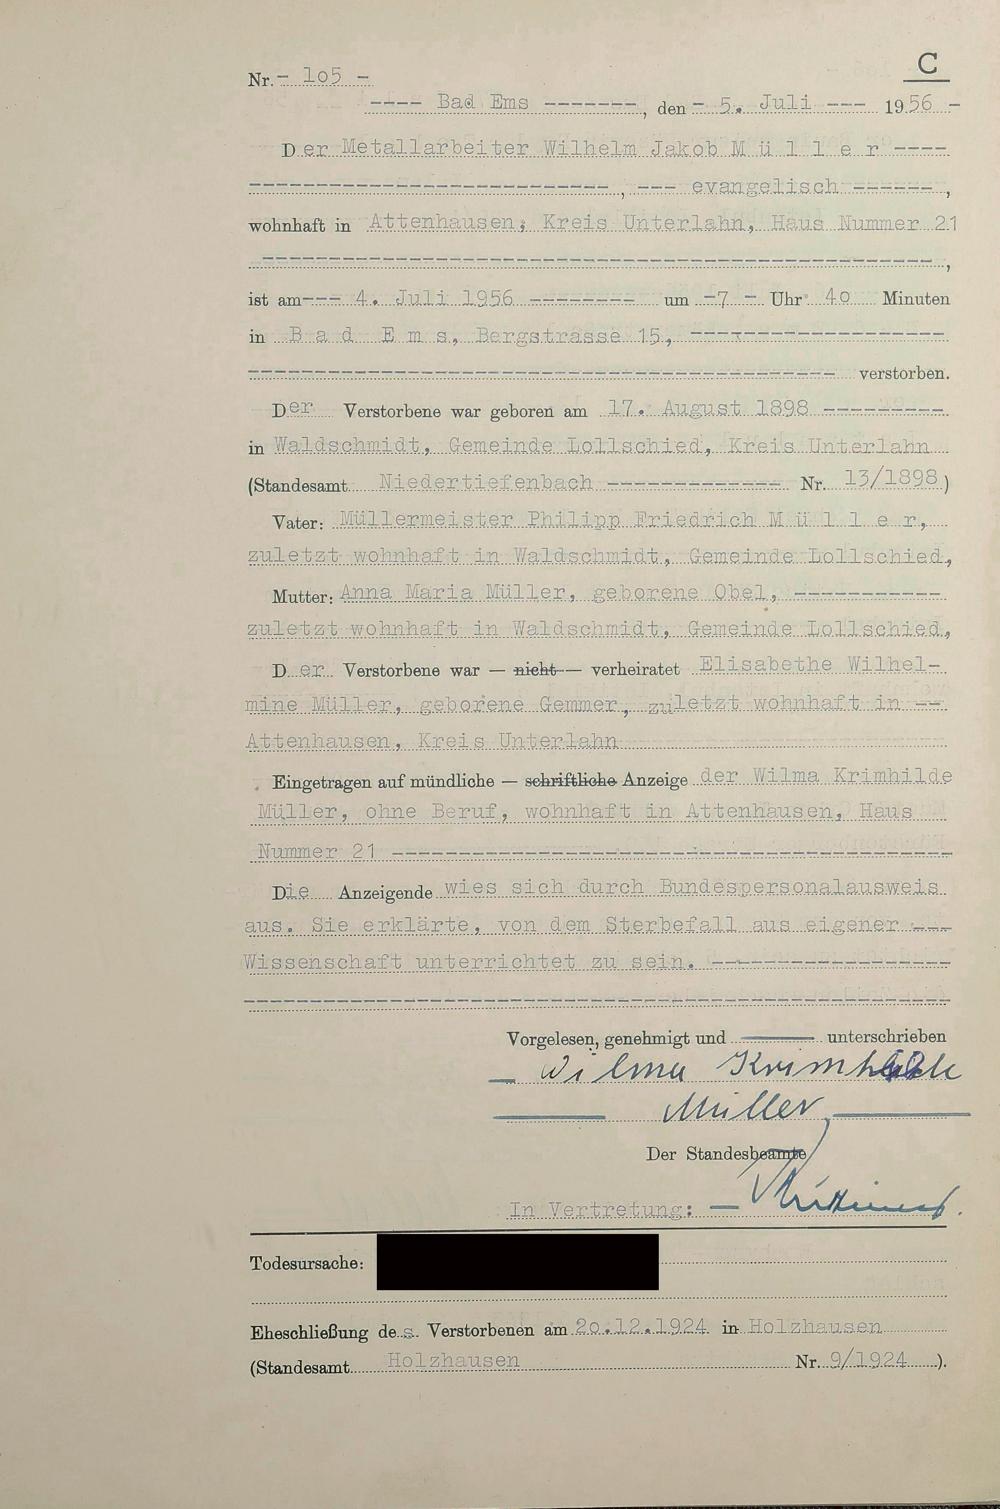 C
Nr. - 1o5 -
---- Bad Ems -------, den - 5. Juli --- 1956 -
Der Metallarbeiter Wilhelm Jakob M ü l l e r ----
---------------------------, --- evangelisch ------,
wohnhaft in Attenhausen, Kreis Unterlahn, Haus Nummer 21
--------------------------------------------------,
ist am --- 4. Juli 1956 -------- um -7 - Uhr 4o Minuten
in B a d E m s, Bergstrasse 15, -------------------
-------------------------------------------- verstorben.
Der Verstorbene war geboren am 17. August 1898 ---------
in Waldschmidt, Gemeinde Lollschied, Kreis Unterlahn
(Standesamt Niedertiefenbach ------------- Nr. 13/1898)
Vater: Müllermeister Philipp Friedrich M ü l l e r,
zuletzt wohnhaft in Waldschmidt, Gemeinde Lollschied,
Mutter: Anna Maria Müller, geborene Obel, -----------
zuletzt wohnhaft in Waldschmidt, Gemeinde Lollschied,
Der Verstorbene war — nicht — verheiratet Elisabethe Wilhel-
mine Müller, geborene Gemmer, zuletzt wohnhaft in --
Attenhausen, Kreis Unterlahn
Eingetragen auf mündliche — schriftliche Anzeige der Wilma Krimhilde
Müller, ohne Beruf, wohnhaft in Attenhausen, Haus
Nummer 21 ------------------------------------------
Die Anzeigende wies sich durch Bundespersonalausweis
aus. Sie erklärte, von dem Sterbefall aus eigener ---
Wissenschaft unterrichtet zu sein. ------------------
-----------------------------------------------------
Vorgelesen, genehmigt und ——— unterschrieben
Wilma Krimhilde
Müller
Der Standesbeamte
In Vertretung: —
Todesursache:
Eheschließung des Verstorbenen am 2o.12.1924 in Holzhausen
(Standesamt Holzhausen Nr. 9/1924).